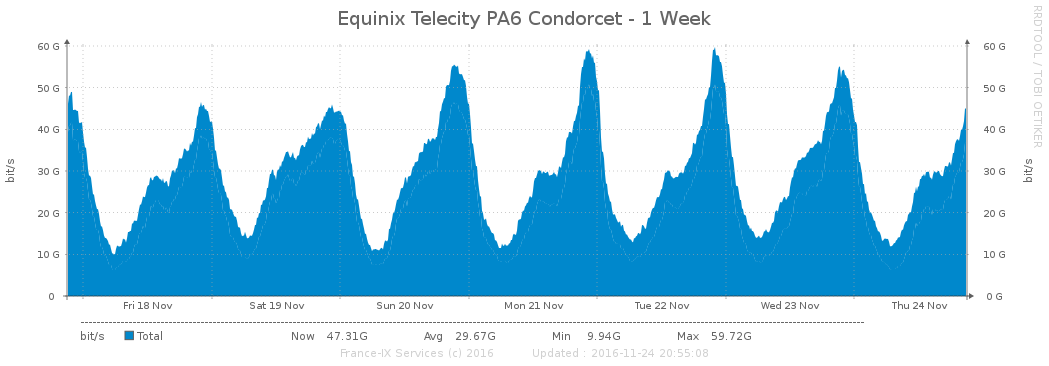 Equinix Telecity PA6 Condorcet - 1 Week
RRDTOOL / TOBI OETIKER
60 G 60 G
50 G 50 G
40 G 40 G
30 G 30 G
20 G 20 G
10 G 10 G
0 0 G
bit/s
bit/s
Fri 18 Nov Sat 19 Nov Sun 20 Nov Mon 21 Nov Tue 22 Nov Wed 23 Nov Thu 24 Nov
bit/s Total Now 47.31G Avg 29.67G Min 9.94G Max 59.72G
France-IX Services (c) 2016 Updated : 2016-11-24 20:55:08